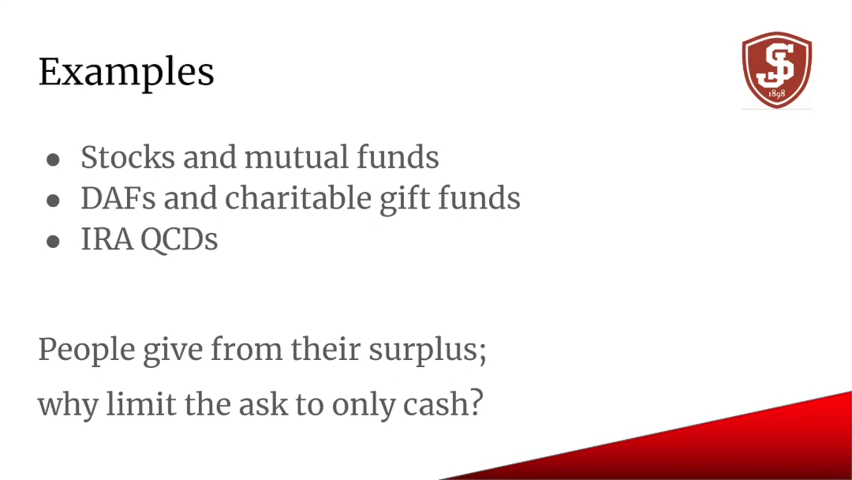 Examples
SJ
1898
● Stocks and mutual funds
● DAFs and charitable gift funds
● IRA QCDs
People give from their surplus;
why limit the ask to only cash?